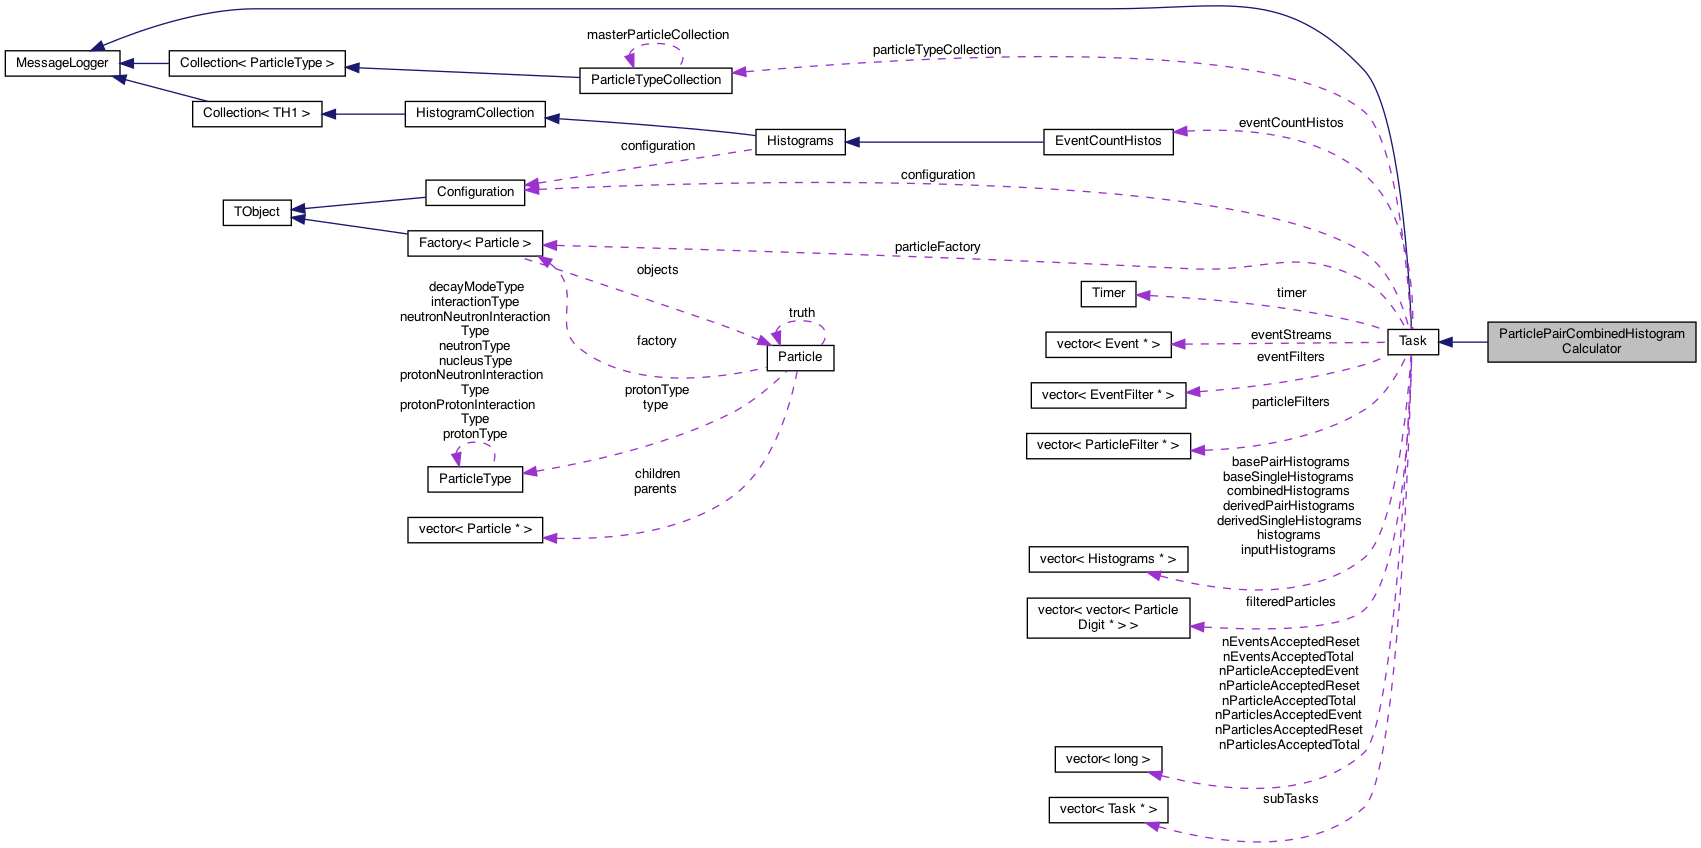 masterParticleCollection
particleTypeCollection
MessageLogger
Collection< ParticleType >
ParticleTypeCollection
Collection< TH1 >
HistogramCollection
eventCountHistos
Histograms
EventCountHistos
configuration
configuration
Configuration
TObject
Factory< Particle >
particleFactory
objects
decayModeType
interactionType
neutronNeutronInteraction
Type
neutronType
nucleusType
protonNeutronInteraction
Type
protonProtonInteraction
Type
protonType
ParticleType
vector< Particle * >
truth
factory
Particle
protonType
type
children
parents
Timer
timer
vector< Event * >
eventStreams
eventFilters
vector< EventFilter * >
particleFilters
vector< ParticleFilter * >
basePairHistograms
baseSingleHistograms
combinedHistograms
derivedPairHistograms
derivedSingleHistograms
histograms
inputHistograms
vector< Histograms * >
filteredParticles
vector< vector< Particle
Digit * > >
nEventsAcceptedReset
nEventsAcceptedTotal
nParticleAcceptedEvent
nParticleAcceptedReset
nParticleAcceptedTotal
nParticlesAcceptedEvent
nParticlesAcceptedReset
nParticlesAcceptedTotal
vector< long >
subTasks
vector< Task * >
Task
ParticlePairCombinedHistogram
Calculator